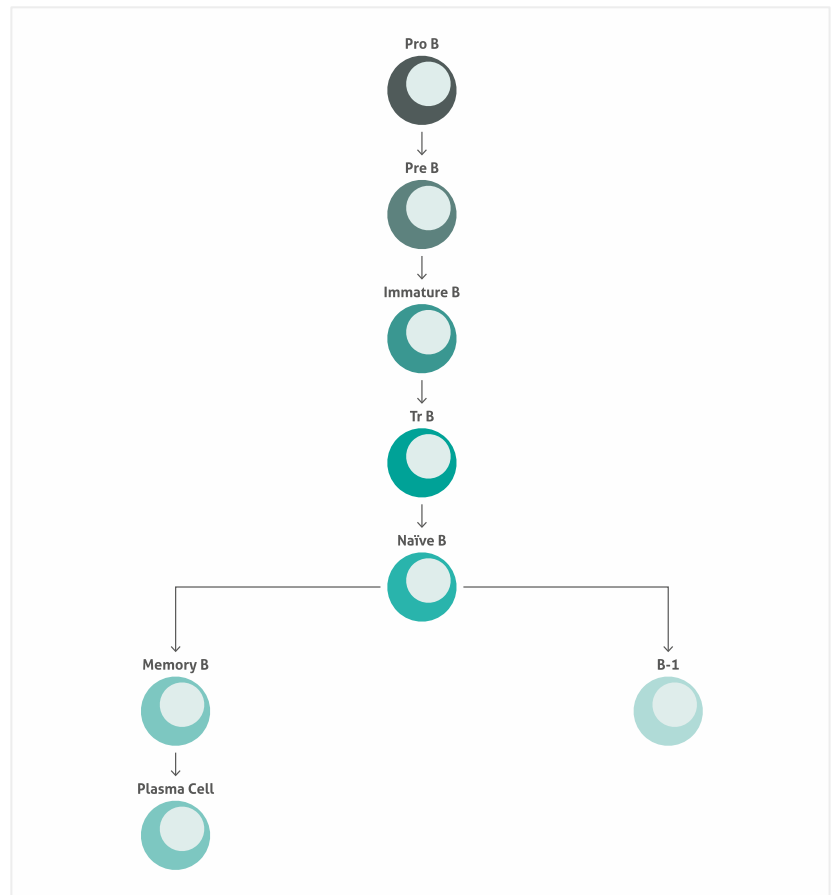 Pro B
Pre B
Immature B
Tr B
Naïve B
Memory B
B-1
Plasma Cell